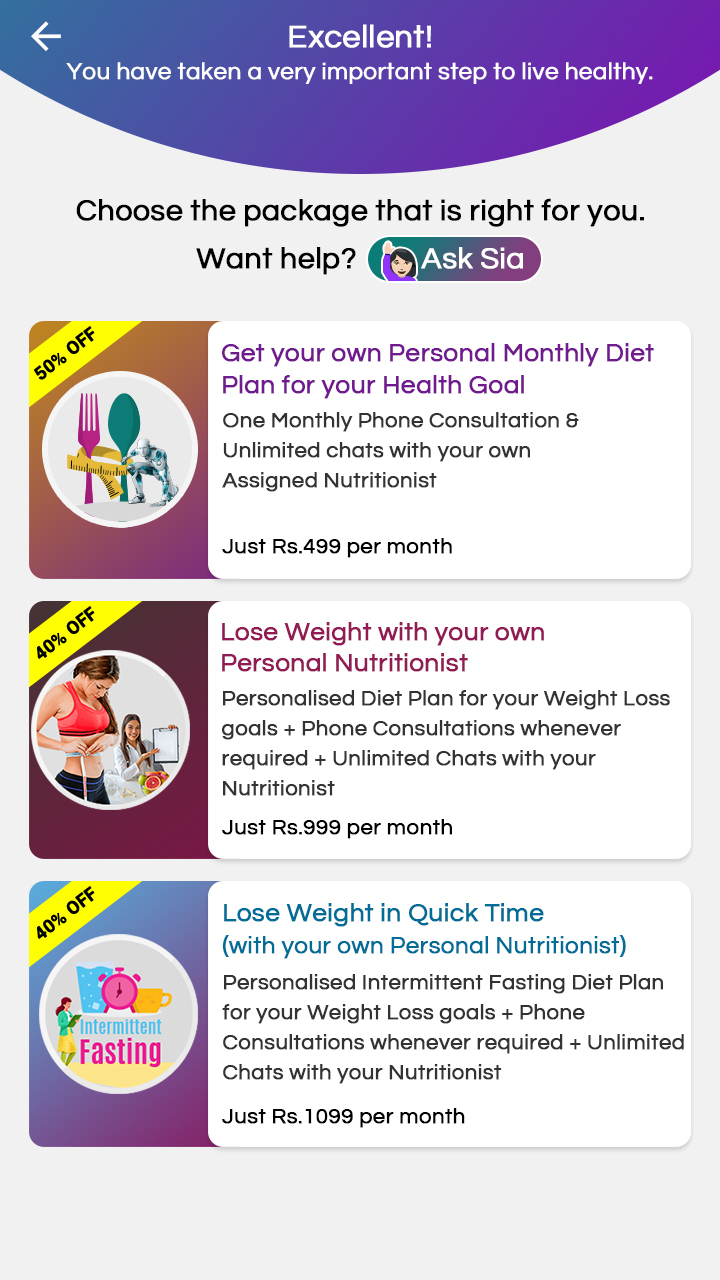 Excellent!
You have taken a very important step to live healthy.
Choose the package that is right for you.
Want help? Ask Sia
50% OFF
Get your own Personal Monthly Diet
Plan for your Health Goal
One Monthly Phone Consultation &
Unlimited chats with your own
Assigned Nutritionist
Just Rs.499 per month
40% OFF
Lose Weight with your own
Personal Nutritionist
Personalised Diet Plan for your Weight Loss
goals + Phone Consultations whenever
required + Unlimited Chats with your
Nutritionist
Just Rs.999 per month
40% OFF
Intermittent
Fasting
Lose Weight in Quick Time
(with your own Personal Nutritionist)
Personalised Intermittent Fasting Diet Plan
for your Weight Loss goals + Phone
Consultations whenever required + Unlimited
Chats with your Nutritionist
Just Rs.1099 per month